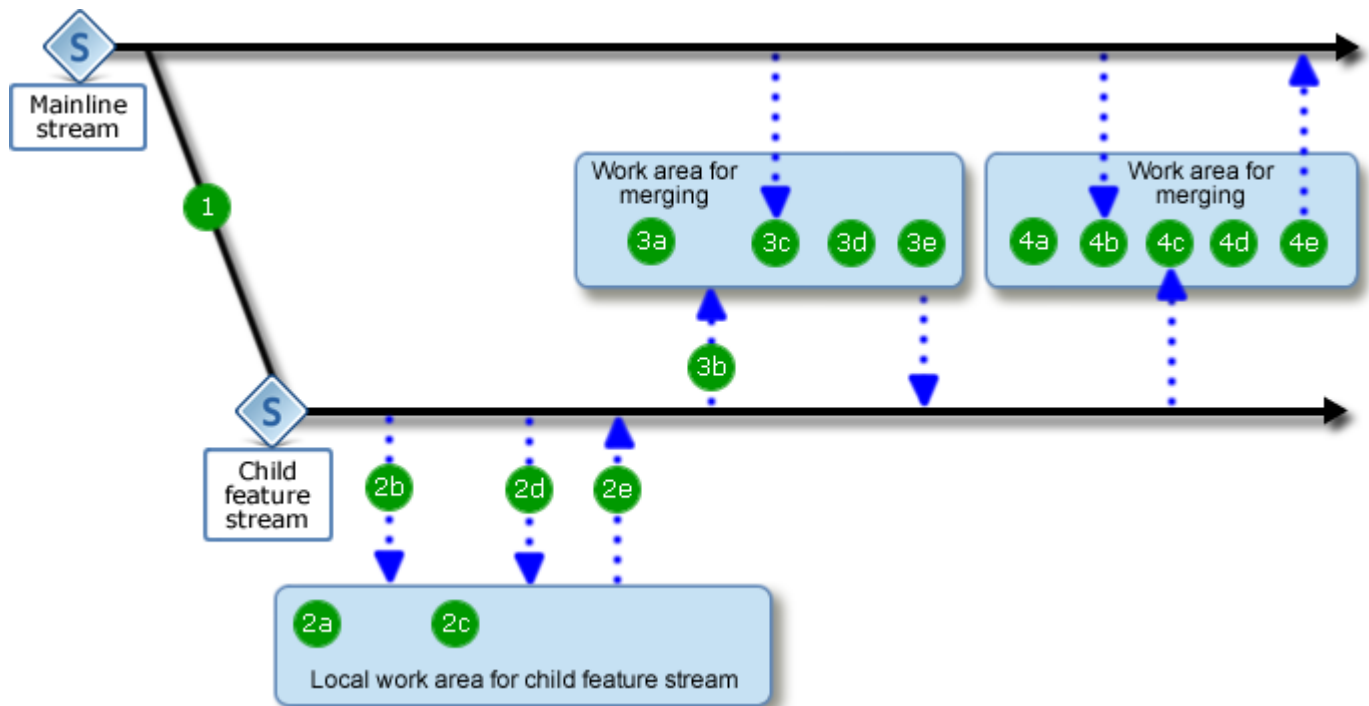 S
Mainline
stream
1
Work area for
merging
3a
3c
3d
3e
Work area for
merging
4a
4b
4c
4d
4e
3b
S
Child
feature
stream
2b
2d
2e
2a
2c
Local work area for child feature stream